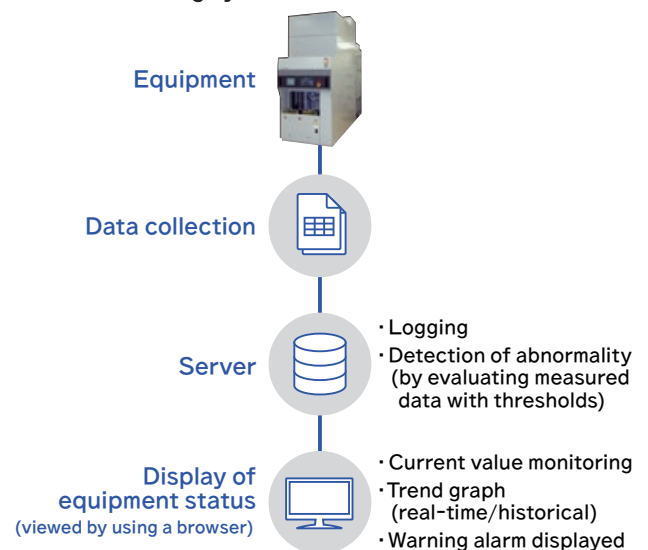 Equipment
Data collection
Server
・Logging
・Detection of abnormality
(by evaluating measured
data with thresholds)
Display of
equipment status
(viewed by using a browser)
・Current value monitoring
・Trend graph
(real-time/historical)
・Warning alarm displayed